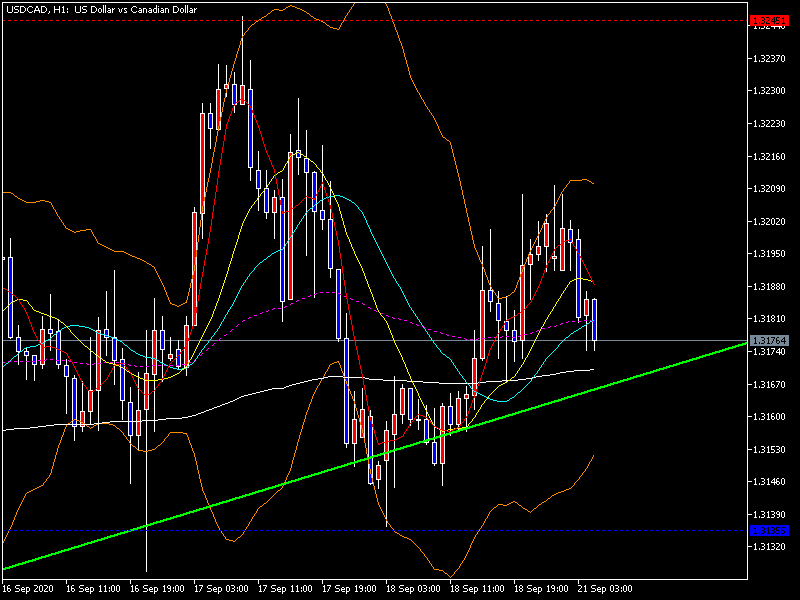 USDCAD, H1: US Dollar vs Canadian Dollar
1.32440
1.32370
1.32300
1.32230
1.32160
1.32090
1.32020
1.31950
1.31880
1.31810
1.31764
1.31740
1.31670
1.31600
1.31530
1.31460
1.31390
1.31320
16 Sep 2020
16 Sep 11:00
16 Sep 19:00
17 Sep 03:00
17 Sep 11:00
17 Sep 19:00
18 Sep 03:00
18 Sep 11:00
18 Sep 19:00
21 Sep 03:00